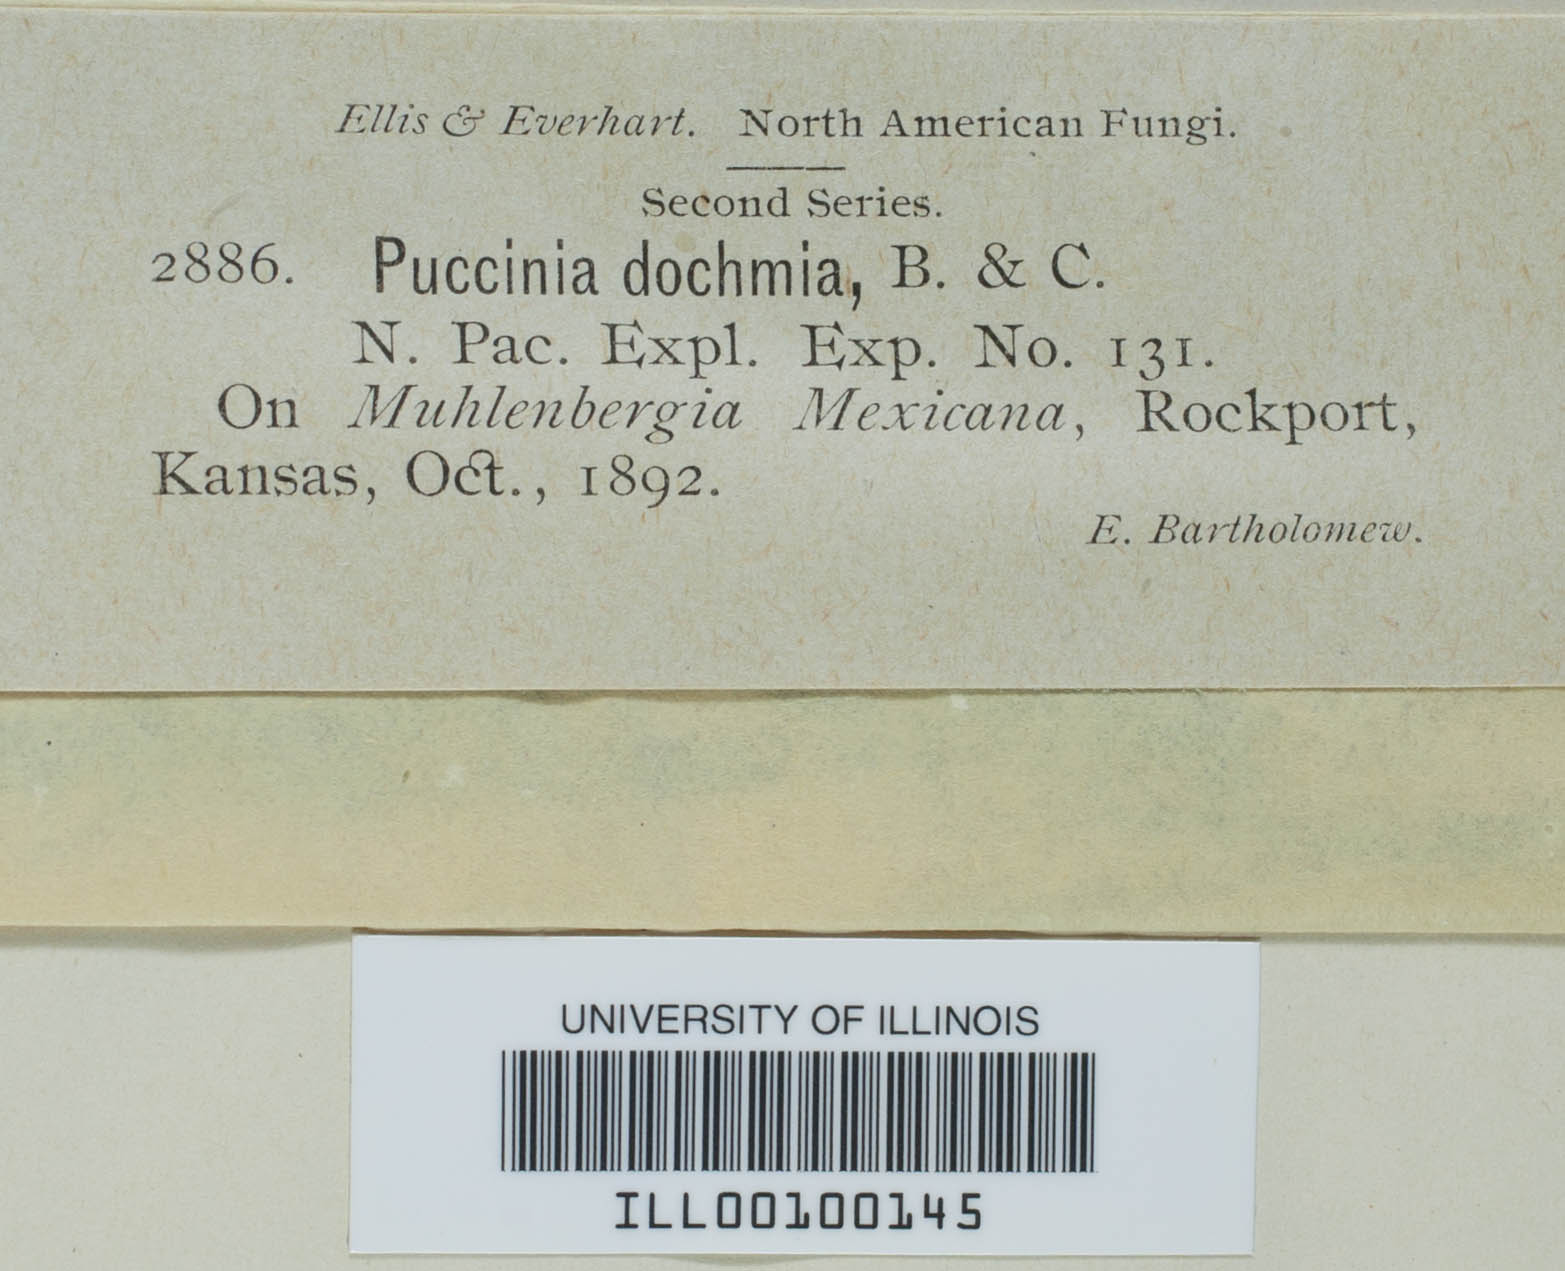 Ellis & Everhart. North American Fungi.
Second Series.
2886. Puccinia dochmia, B. & C.
N. Pac. Expl. Exp. No. 131.
On Muhlenbergia Mexicana, Rockport,
Kansas, Oct., 1892.
E. Bartholomew.
UNIVERSITY OF ILLINOIS
ILL00100145